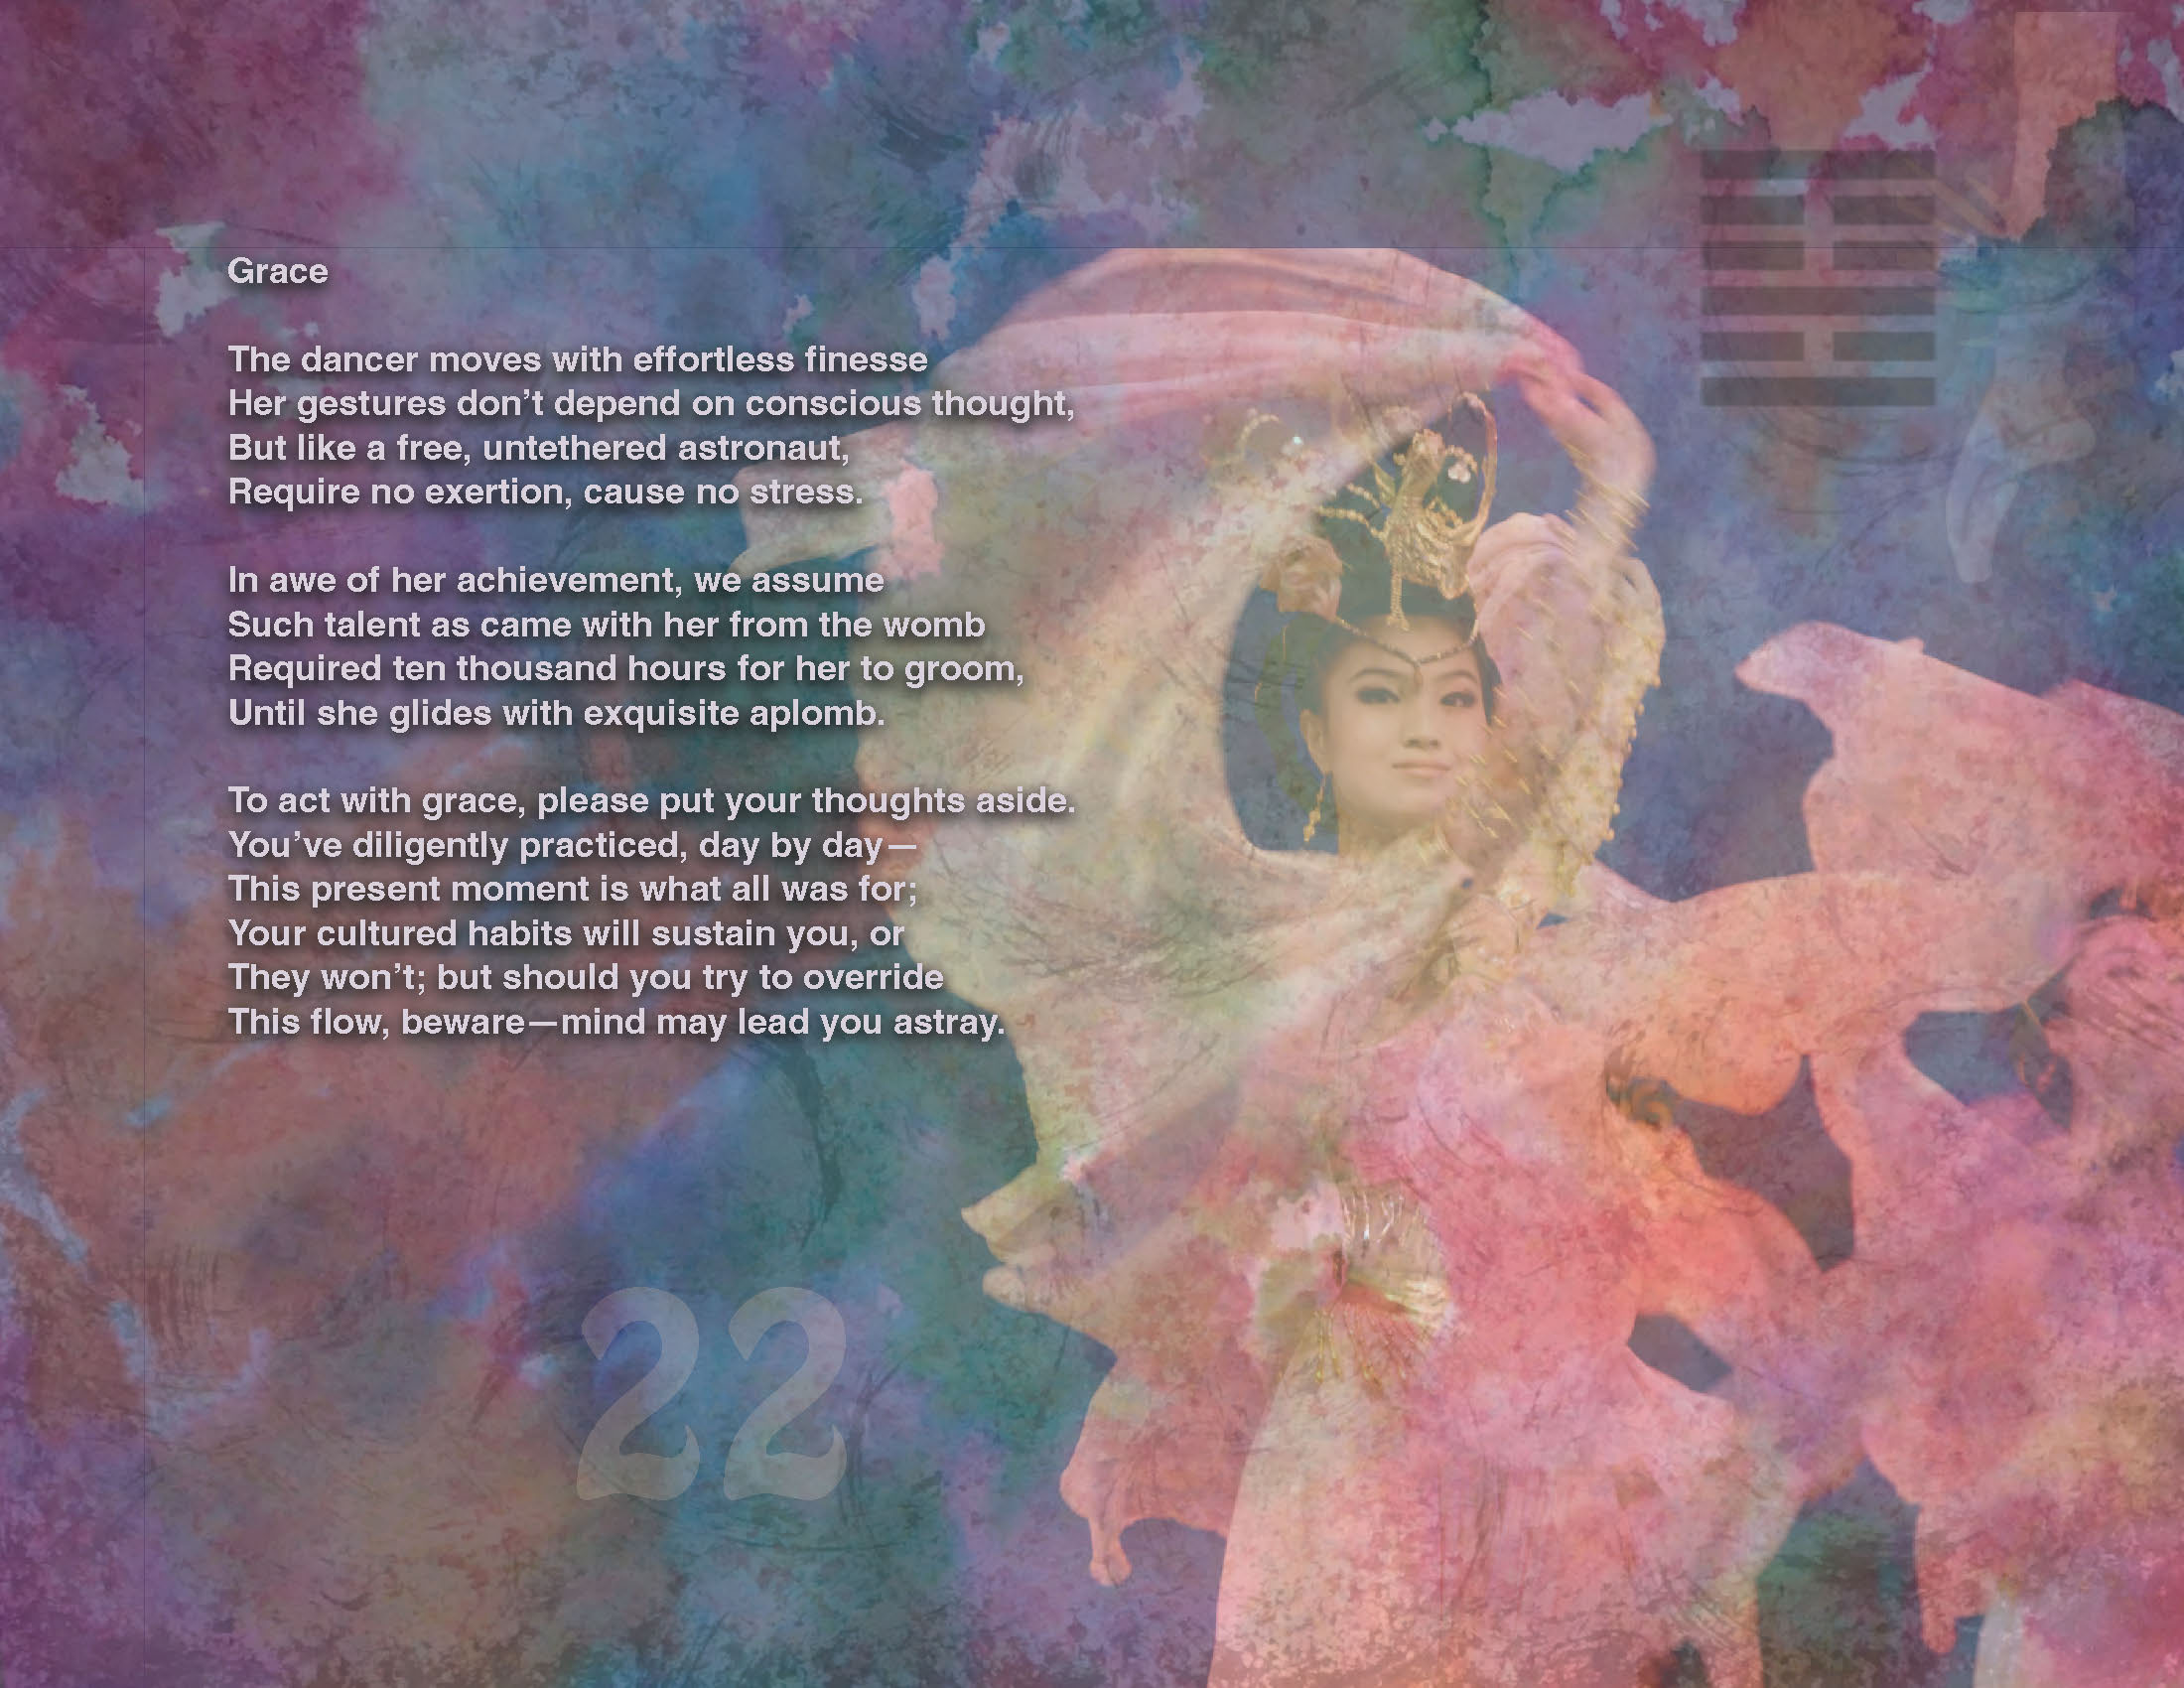 Grace
The dancer moves with effortless finesse
Her gestures don’t depend on conscious thought,
But like a free, untethered astronaut,
Require no exertion, cause no stress.
In awe of her achievement, we assume
Such talent as came with her from the womb
Required ten thousand hours for her to groom,
Until she glides with exquisite aplomb.
To act with grace, please put your thoughts aside.
You’ve diligently practiced, day by day—
This present moment is what all was for;
Your cultured habits will sustain you, or
They won’t; but should you try to override
This flow, beware—mind may lead you astray.
22